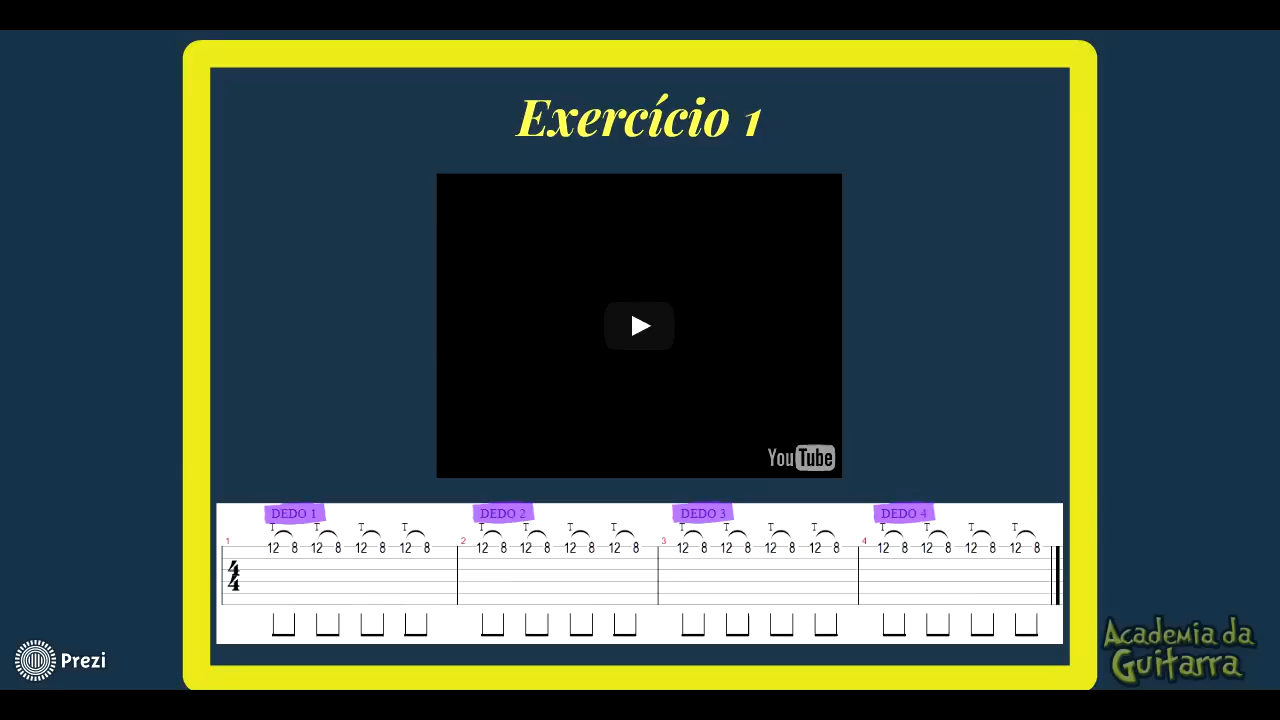 Exercício 1
YouTube
DEDO 1 DEDO 2 DEDO 3 DEDO 4
T T T T T T T T T T T T T T T T
1 12 8 12 8 12 8 12 8 2 12 8 12 8 12 8 12 8 3 12 8 12 8 12 8 12 8 4 12 8 12 8 12 8 12 8
4
4
Prezi
Academia da
Guitarra